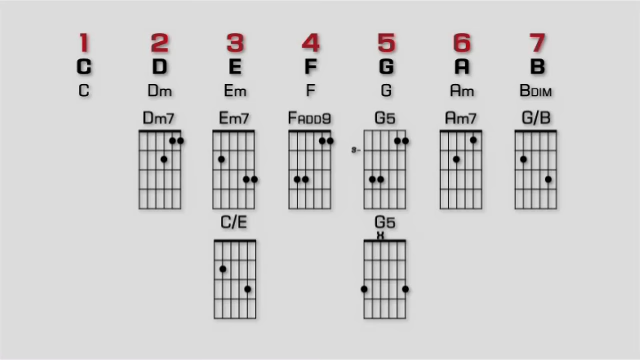 1 2 3 4 5 6 7
C D E F G A B
C Dm Em F G Am BDIM
Dm7 Em7 FADD9 G5 Am7 G/B
3-
C/E G5
X